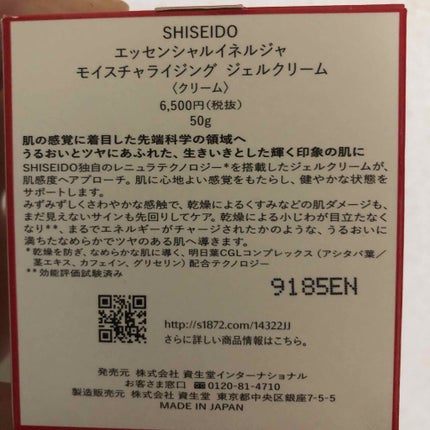 SHISEIDO
エッセンシャルイネルジャ
モイスチャライジング ジェルクリーム
〈クリーム〉
6,500円(税抜)
50g
肌の感覚に着目した先端科学の領域へ
うるおいとツヤにあふれた、生きいきとした輝く印象の肌に
SHISEIDO独自のレニュラテクノロジー*を搭載したジェルクリームが、
肌感度へアプローチ。肌に心地よい感覚をもたらし、健やかな状態を
サポートします。
みずみずしくさわやかな感触で、乾燥によるくすみなどの肌ダメージも、
まだ見えないサインも先回りしてケア。乾燥による小じわが目立たなく
なり**、まるでエネルギーがチャージされたかのような、うるおいに
満ちたなめらかでツヤのある肌へ導きます。
*乾燥を防ぎ、なめらかな肌に導く、明日葉CGLコンプレックス (アシタバ葉/
茎エキス、カフェイン、グリセリン) 配合テクノロジー
**効能評価試験済み
9185EN
http://s1872.com/14322JJ
さらに詳しい商品情報はこちら。
発売元 株式会社 資生堂インターナショナル
お客さま窓口 0120-81-4710
製造販売元 株式会社 資生堂 東京都中央区銀座7-5-5
MADE IN JAPAN